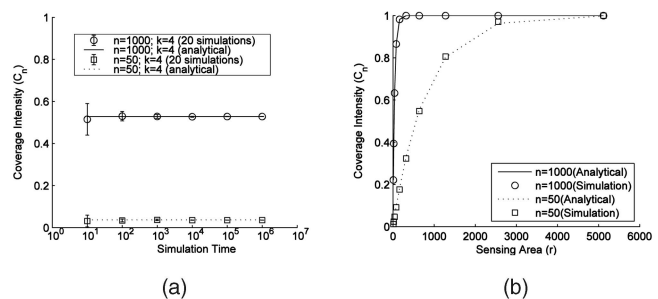 1
0.8
0.6
0.4
0.2
0
Coverage Intensity (Cn)
n=1000; k=4 (20 simulations)
n=1000; k=4 (analytical)
n=50; k=4 (20 simulations)
n=50; k=4 (analytical)
10^0 10^1 10^2 10^3 10^4 10^5 10^6 10^7
Simulation Time
(a)
1
0.8
0.6
0.4
0.2
0
Coverage Intensity (Cn)
n=1000(Analytical)
n=1000(Simulation)
n=50(Analytical)
n=50(Simulation)
0 1000 2000 3000 4000 5000 6000
Sensing Area (r)
(b)